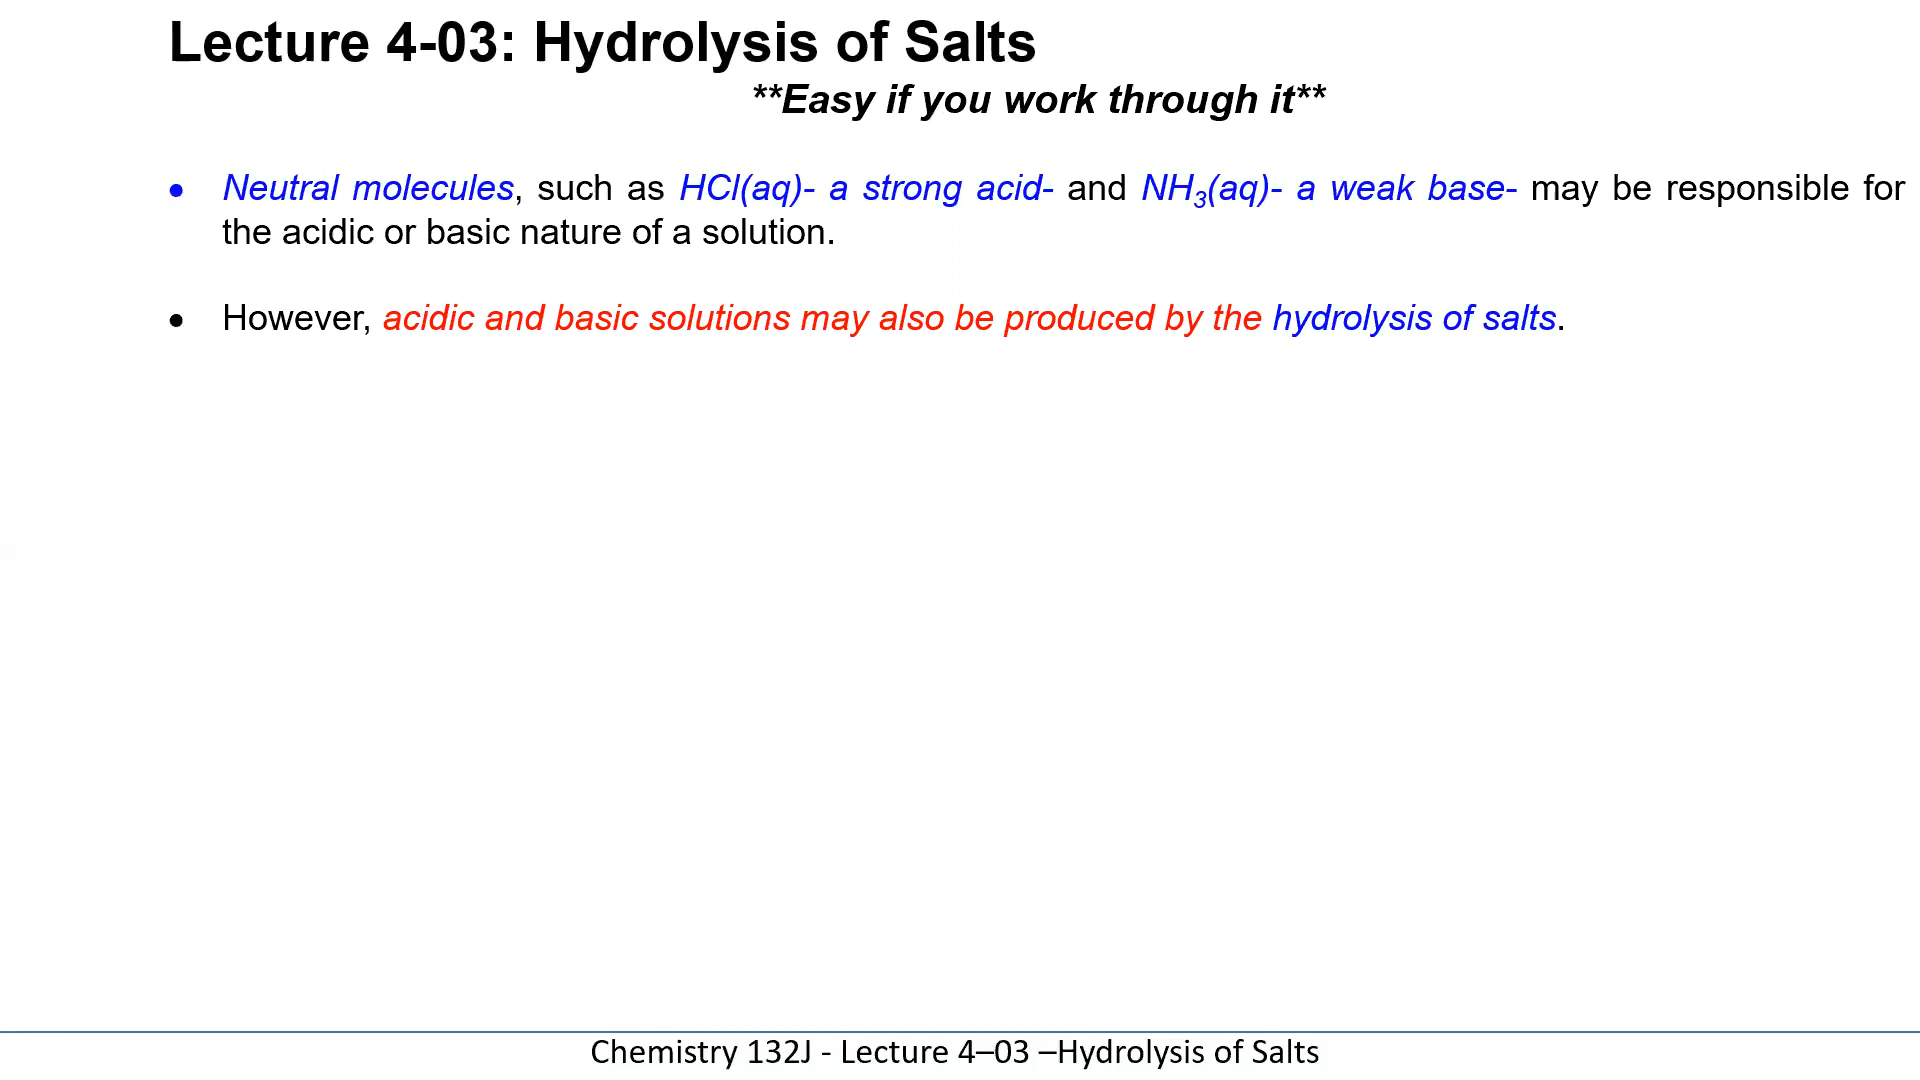 Lecture 4-03: Hydrolysis of Salts
**Easy if you work through it**
• Neutral molecules, such as HCl(aq)- a strong acid- and NH₃(aq)- a weak base- may be responsible for
the acidic or basic nature of a solution.
• However, acidic and basic solutions may also be produced by the hydrolysis of salts.
Chemistry 132J - Lecture 4–03 –Hydrolysis of Salts